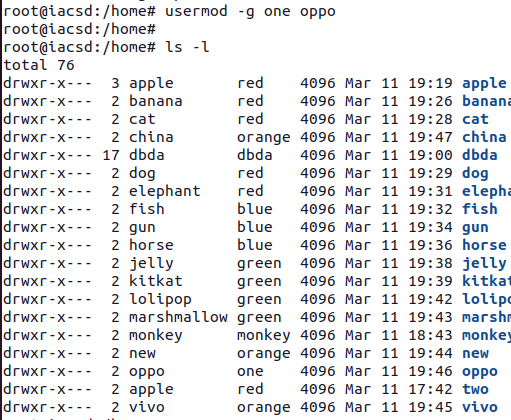 root@iacsd:/home# usermod -g one oppo
root@iacsd:/home#
root@iacsd:/home# ls -l
total 76
drwxr-x---  3 apple       red    4096 Mar 11 19:19 apple
drwxr-x---  2 banana      red    4096 Mar 11 19:26 banana
drwxr-x---  2 cat         red    4096 Mar 11 19:28 cat
drwxr-x---  2 china       orange 4096 Mar 11 19:47 china
drwxr-x--- 17 dbda        dbda   4096 Mar 11 19:00 dbda
drwxr-x---  2 dog         red    4096 Mar 11 19:29 dog
drwxr-x---  2 elephant    red    4096 Mar 11 19:31 elephant
drwxr-x---  2 fish        blue   4096 Mar 11 19:32 fish
drwxr-x---  2 gun         blue   4096 Mar 11 19:34 gun
drwxr-x---  2 horse       blue   4096 Mar 11 19:36 horse
drwxr-x---  2 jelly       green  4096 Mar 11 19:38 jelly
drwxr-x---  2 kitkat      green  4096 Mar 11 19:39 kitkat
drwxr-x---  2 lolipop     green  4096 Mar 11 19:42 lolipop
drwxr-x---  2 marshmallow green  4096 Mar 11 19:43 marshm
drwxr-x---  2 monkey      monkey 4096 Mar 11 18:43 monkey
drwxr-x---  2 new         orange 4096 Mar 11 19:44 new
drwxr-x---  2 oppo        one    4096 Mar 11 19:46 oppo
drwxr-x---  2 apple       red    4096 Mar 11 17:42 two
drwxr-x---  2 vivo        orange 4096 Mar 11 19:45 vivo